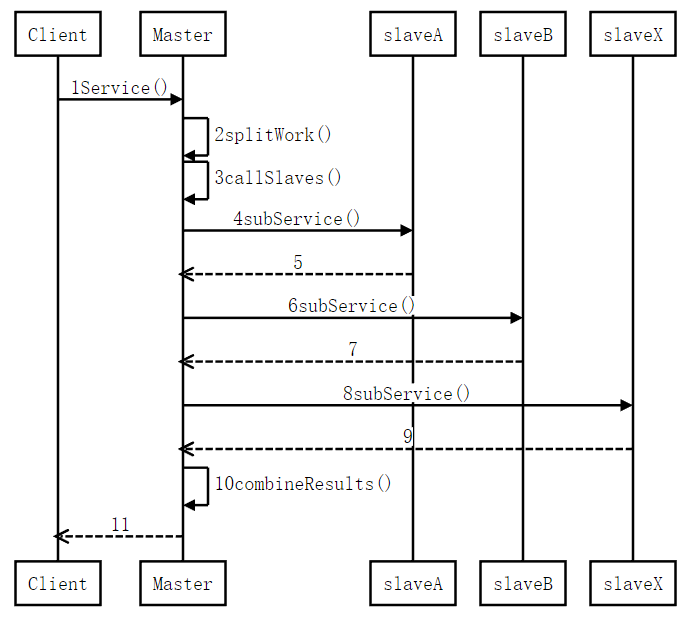 Client Master slaveA slaveB slaveX
1Service()
2splitWork()
3callSlaves()
4subService()
5
6subService()
7
8subService()
9
10combineResults()
11
Client Master slaveA slaveB slaveX